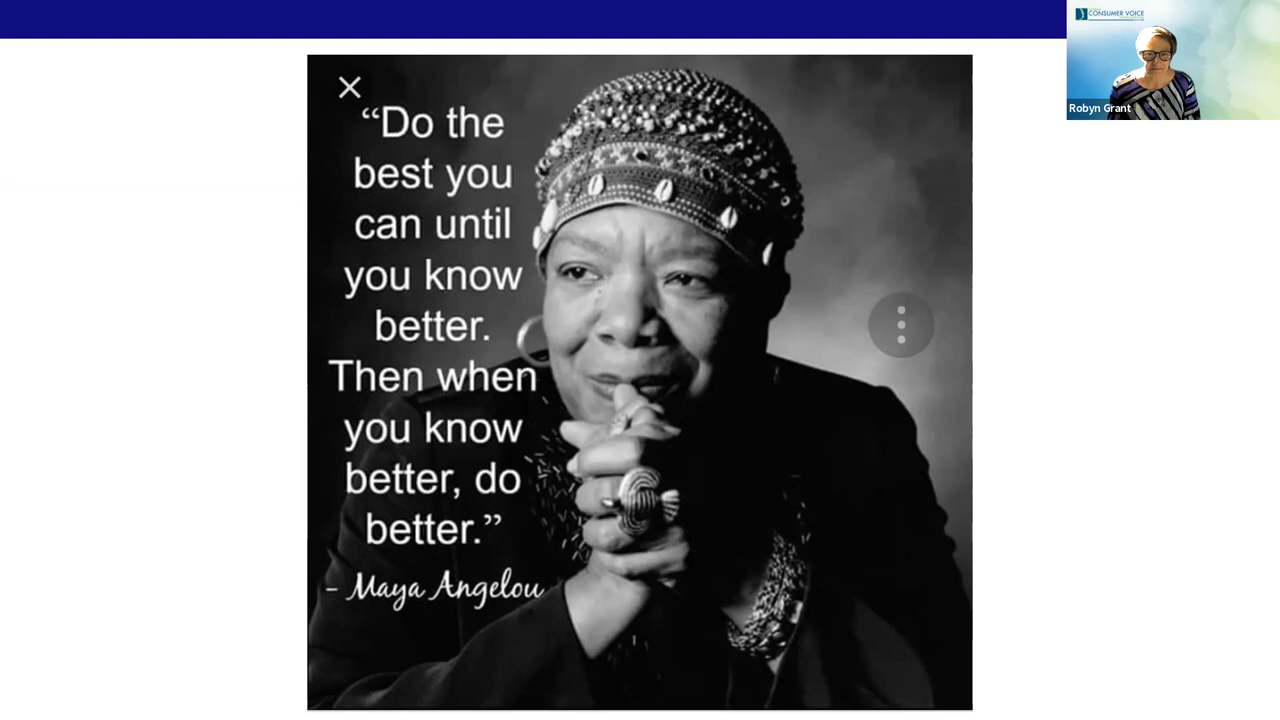 “Do the
best you
can until
you know
better.
Then when
you know
better, do
better.”
– Maya Angelou
CONSUMER VOICE
Robyn Grant